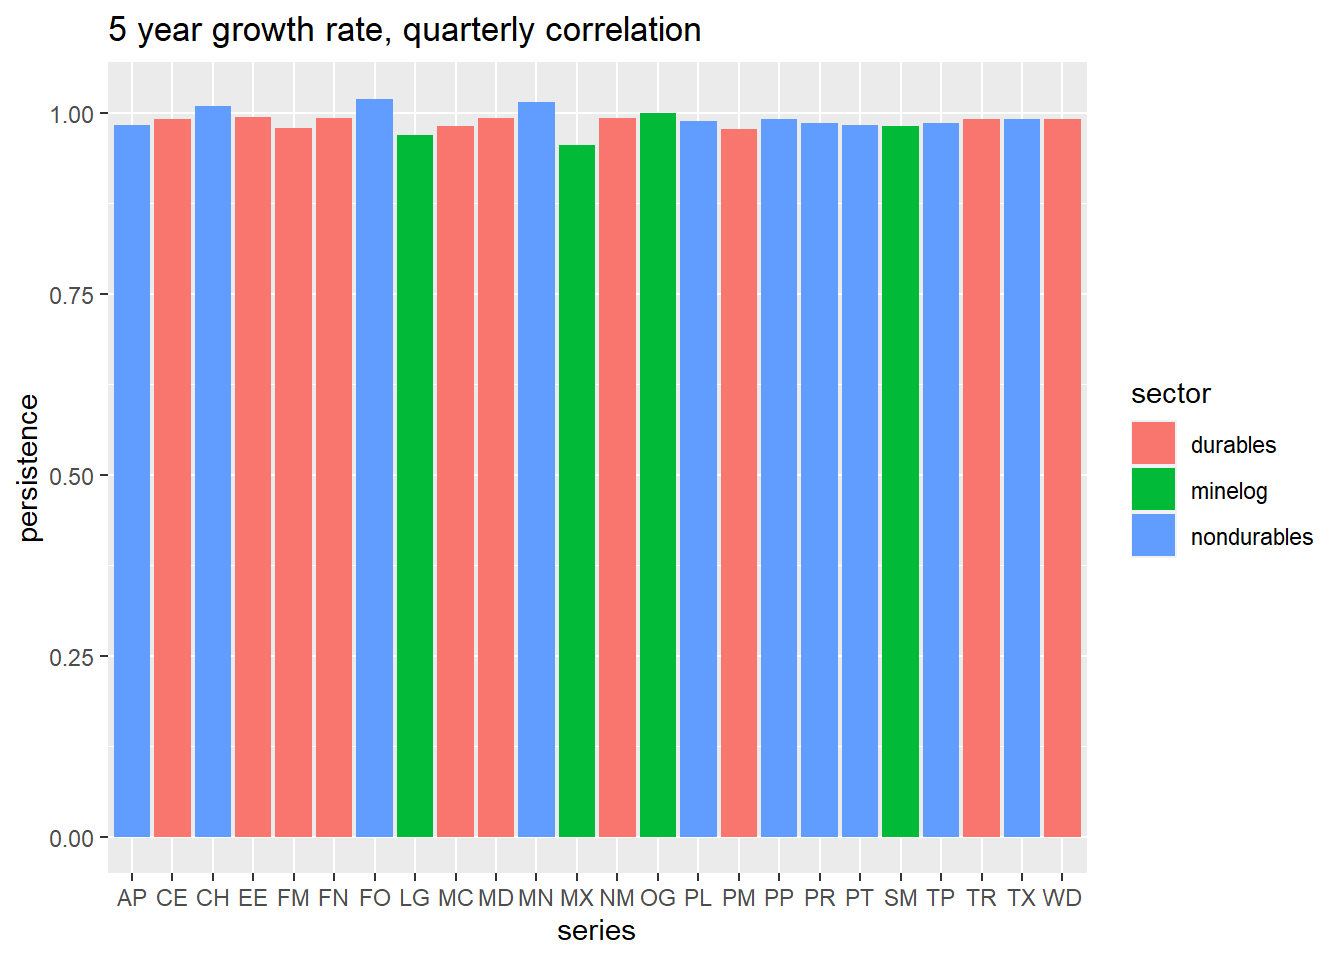 5 year growth rate, quarterly correlation
persistence
1.00
0.75
0.50
0.25
0.00
AP CE CH EE FM FN FO LG MC MD MN MX NM OG PL PM PP PR PT SM TP TR TX WD
series
sector
durables
minelog
nondurables